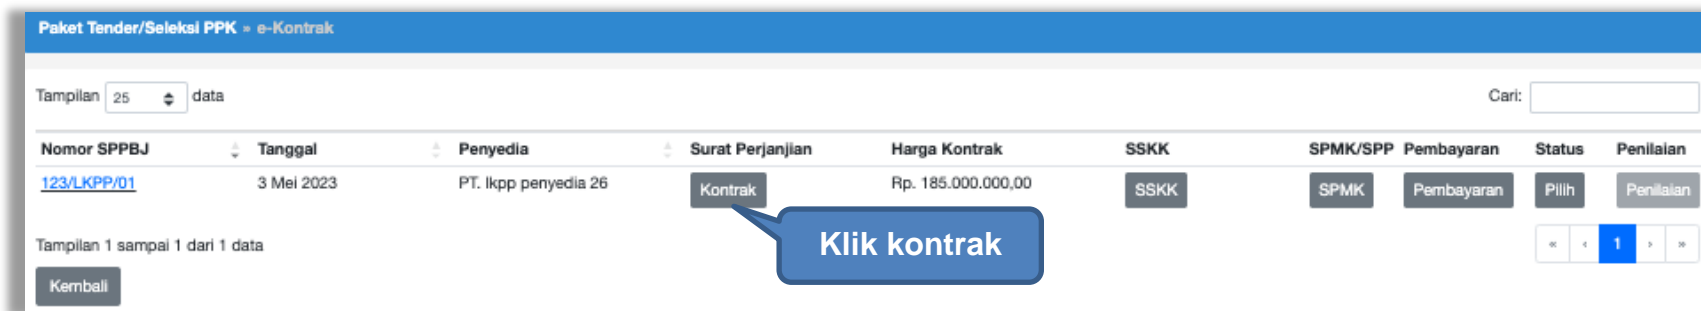 Paket Tender/Seleksi PPK » e-Kontrak
Tampilan 25 data Cari:
Nomor SPPBJ Tanggal Penyedia Surat Perjanjian Harga Kontrak SSKK SPMK/SPP Pembayaran Status Penilaian
123/LKPP/01 3 Mei 2023 PT. lkpp penyedia 26 Kontrak Rp. 185.000.000,00 SSKK SPMK Pembayaran Pilih Penilaian
Klik kontrak
Tampilan 1 sampai 1 dari 1 data « ‹ 1 › »
Kembali